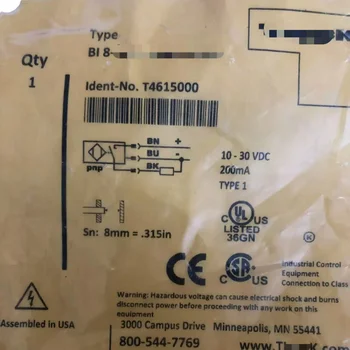 Type
Qty
BI 8-
1
Ident-No. T4615000
BN +
BU -
BK
pnp
10 - 30 VDC
200mA
TYPE 1
Sn: 8mm = .315in
C UL US
LISTED
36GN
CE
C US
Industrial Control
Equipment
Connection to Class
Warning: Hazardous voltage can cause electrical shock and burns
disconnect power before proceeding with any work on this
equipment.
Assembled in USA
3000 Campus Drive Minneapolis, MN 55441
800-544-7769